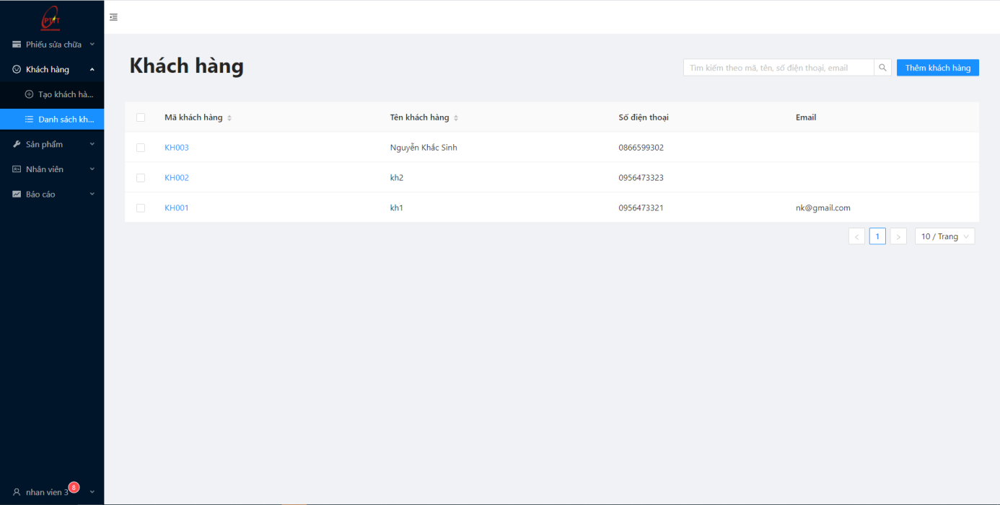 PTIT
Phiếu sửa chữa
Khách hàng
Tạo khách hà...
Danh sách kh...
Sản phẩm
Nhân viên
Báo cáo
nhan vien 3
8
Khách hàng
Tìm kiếm theo mã, tên, số điện thoại, email
Thêm khách hàng
Mã khách hàng Tên khách hàng Số điện thoại Email
KH003 Nguyễn Khắc Sinh 0866599302
KH002 kh2 0956473323
KH001 kh1 0956473321 nk@gmail.com
< 1 > 10 / Trang